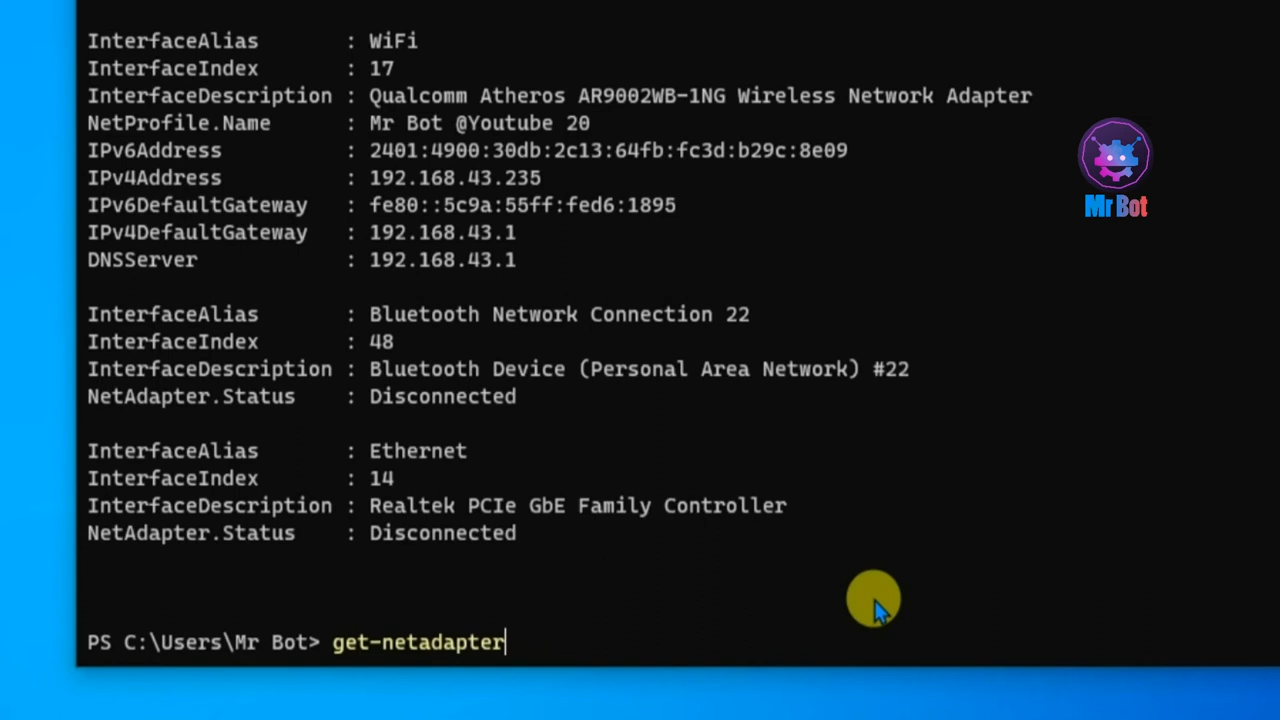 InterfaceAlias : WiFi
InterfaceIndex : 17
InterfaceDescription : Qualcomm Atheros AR9002WB-1NG Wireless Network Adapter
NetProfile.Name : Mr Bot @Youtube 20
IPv6Address : 2401:4900:30db:2c13:64fb:fc3d:b29c:8e09
IPv4Address : 192.168.43.235
IPv6DefaultGateway : fe80::5c9a:55ff:fed6:1895
IPv4DefaultGateway : 192.168.43.1
DNSServer : 192.168.43.1
Mr Bot
InterfaceAlias : Bluetooth Network Connection 22
InterfaceIndex : 48
InterfaceDescription : Bluetooth Device (Personal Area Network) #22
NetAdapter.Status : Disconnected
InterfaceAlias : Ethernet
InterfaceIndex : 14
InterfaceDescription : Realtek PCIe GbE Family Controller
NetAdapter.Status : Disconnected
PS C:\Users\Mr Bot> get-netadapter